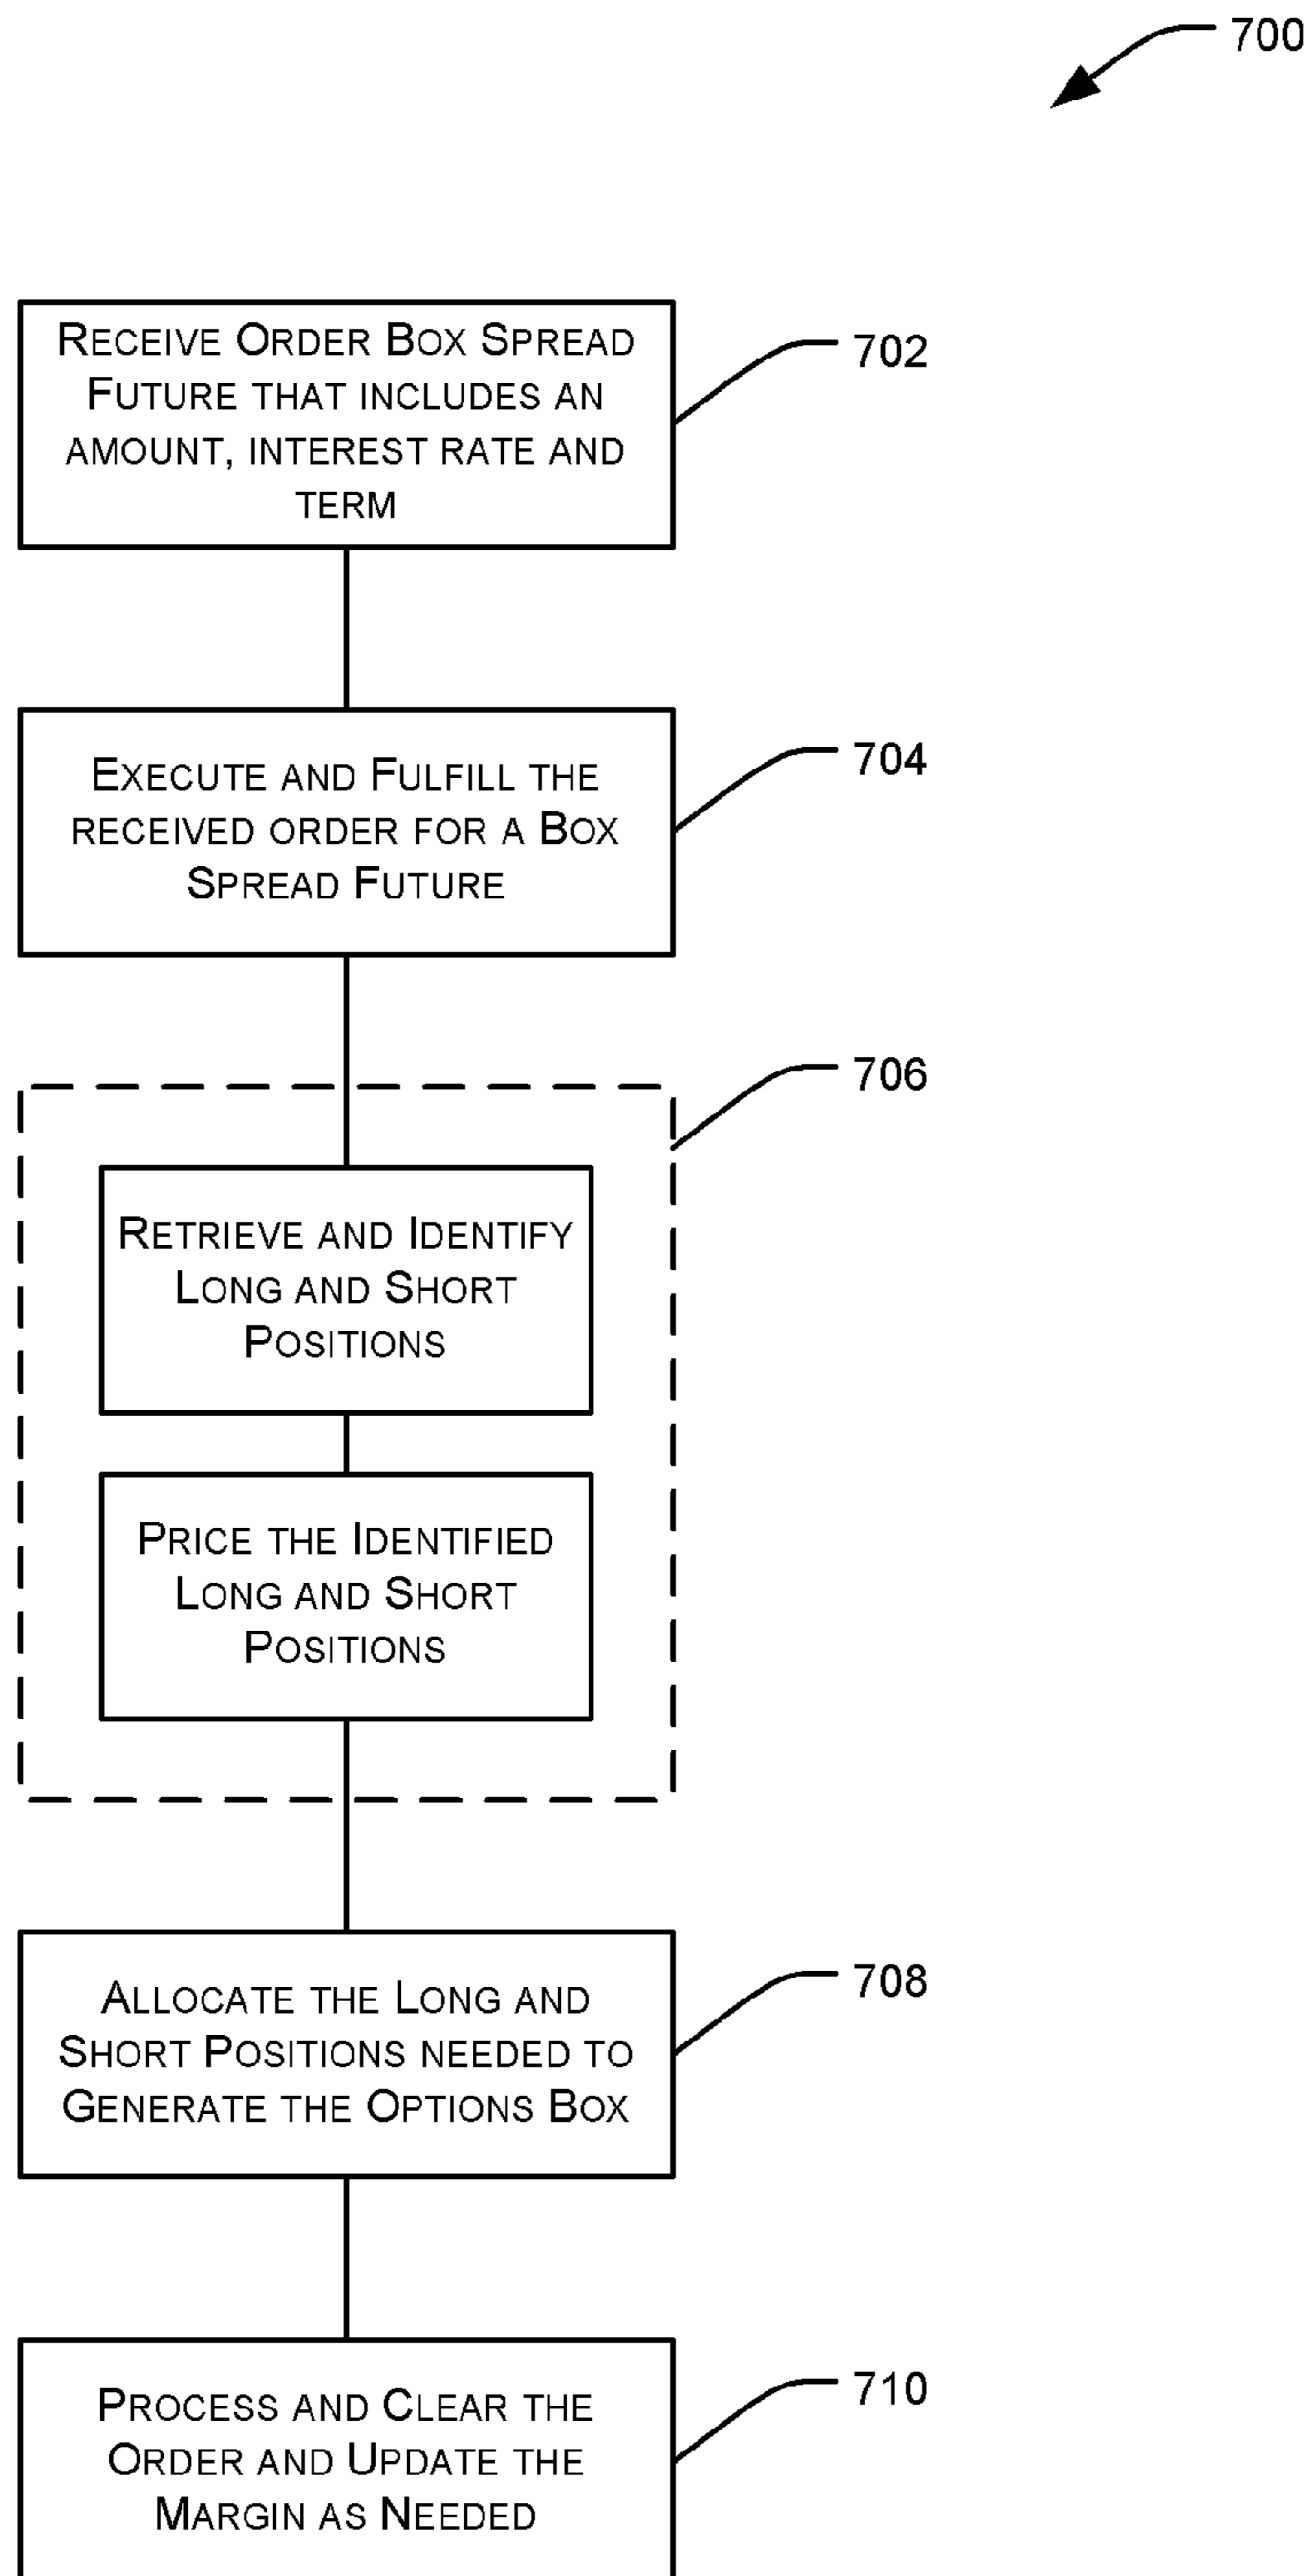 700
RECEIVE ORDER BOX SPREAD
FUTURE THAT INCLUDES AN
AMOUNT, INTEREST RATE AND
TERM
702
EXECUTE AND FULFILL THE
RECEIVED ORDER FOR A BOX
SPREAD FUTURE
704
706
RETRIEVE AND IDENTIFY
LONG AND SHORT
POSITIONS
PRICE THE IDENTIFIED
LONG AND SHORT
POSITIONS
ALLOCATE THE LONG AND
SHORT POSITIONS NEEDED TO
GENERATE THE OPTIONS BOX
708
PROCESS AND CLEAR THE
ORDER AND UPDATE THE
MARGIN AS NEEDED
710